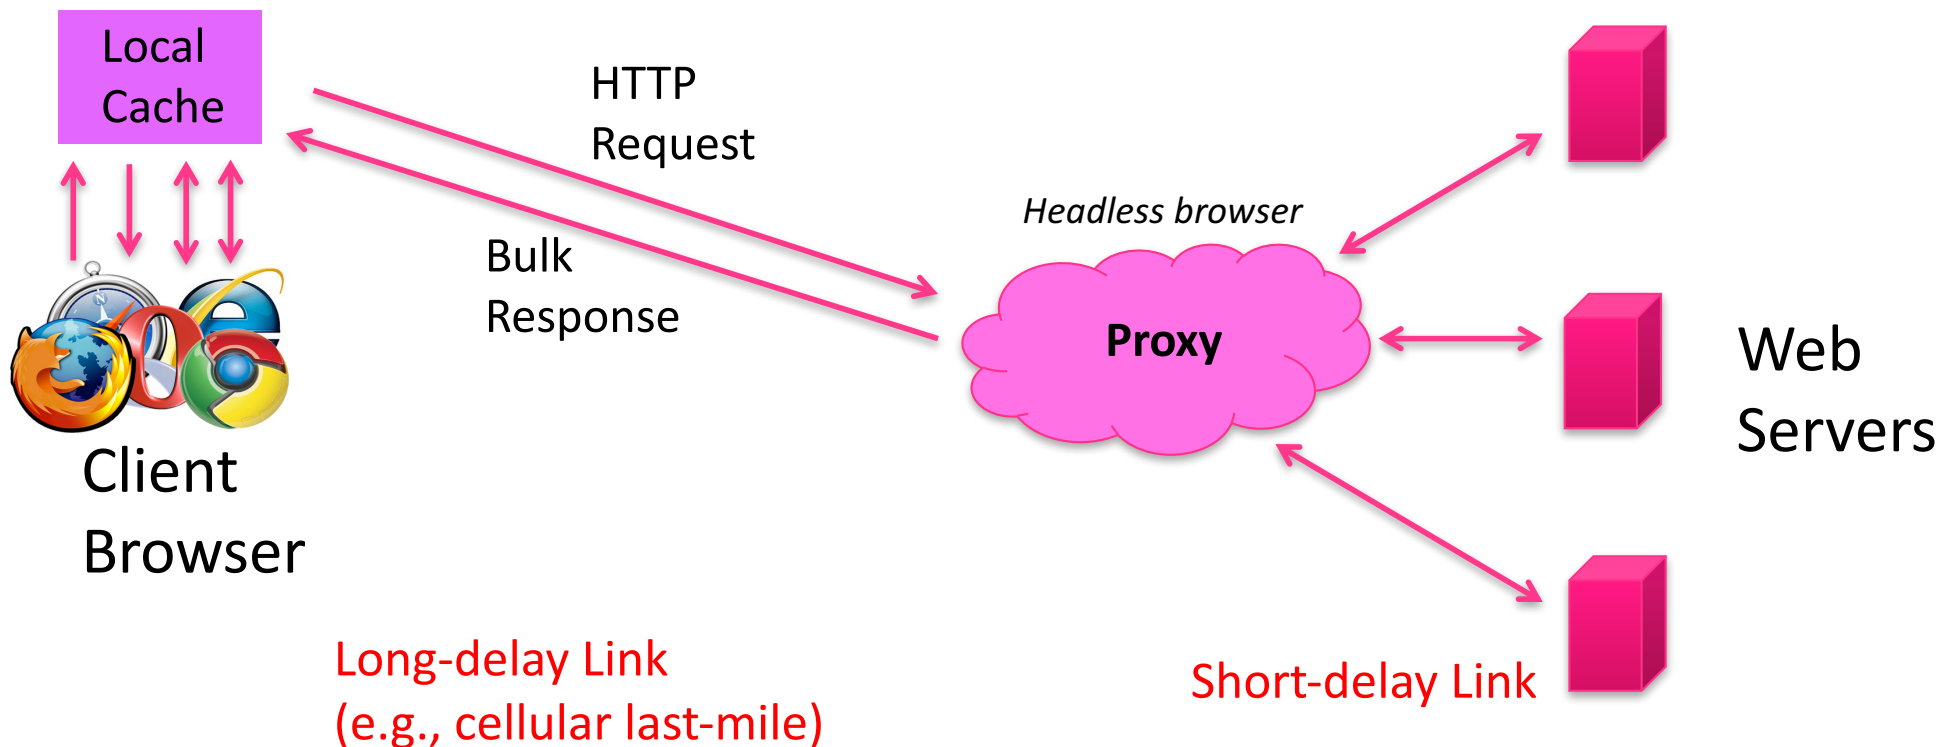 Local
Cache
HTTP
Request
Headless browser
Bulk
Response
Proxy
Web
Servers
Client
Browser
Long-delay Link
(e.g., cellular last-mile)
Short-delay Link